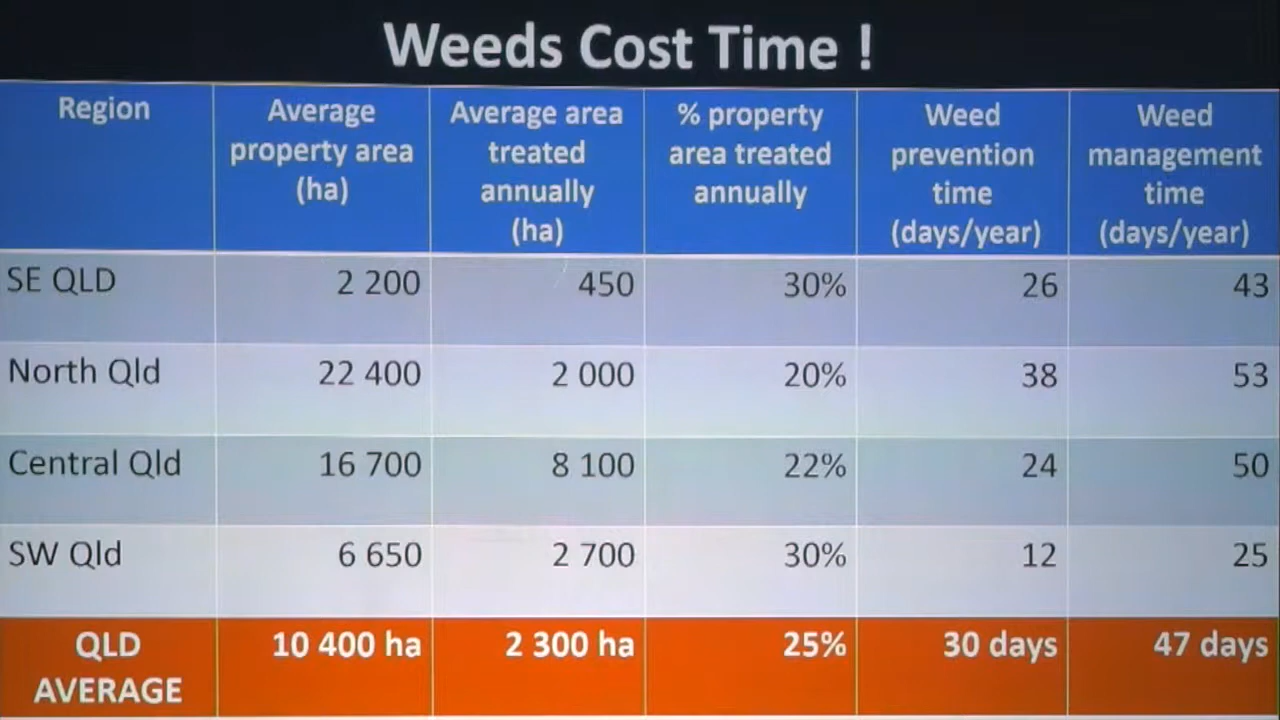 Weeds Cost Time !
Region
Average
property area
(ha)
Average area
treated
annually
(ha)
% property
area treated
annually
Weed
prevention
time
(days/year)
Weed
management
time
(days/year)
SE QLD 2 200 450 30% 26 43
North Qld 22 400 2 000 20% 38 53
Central Qld 16 700 8 100 22% 24 50
SW Qld 6 650 2 700 30% 12 25
QLD
AVERAGE
10 400 ha 2 300 ha 25% 30 days 47 days